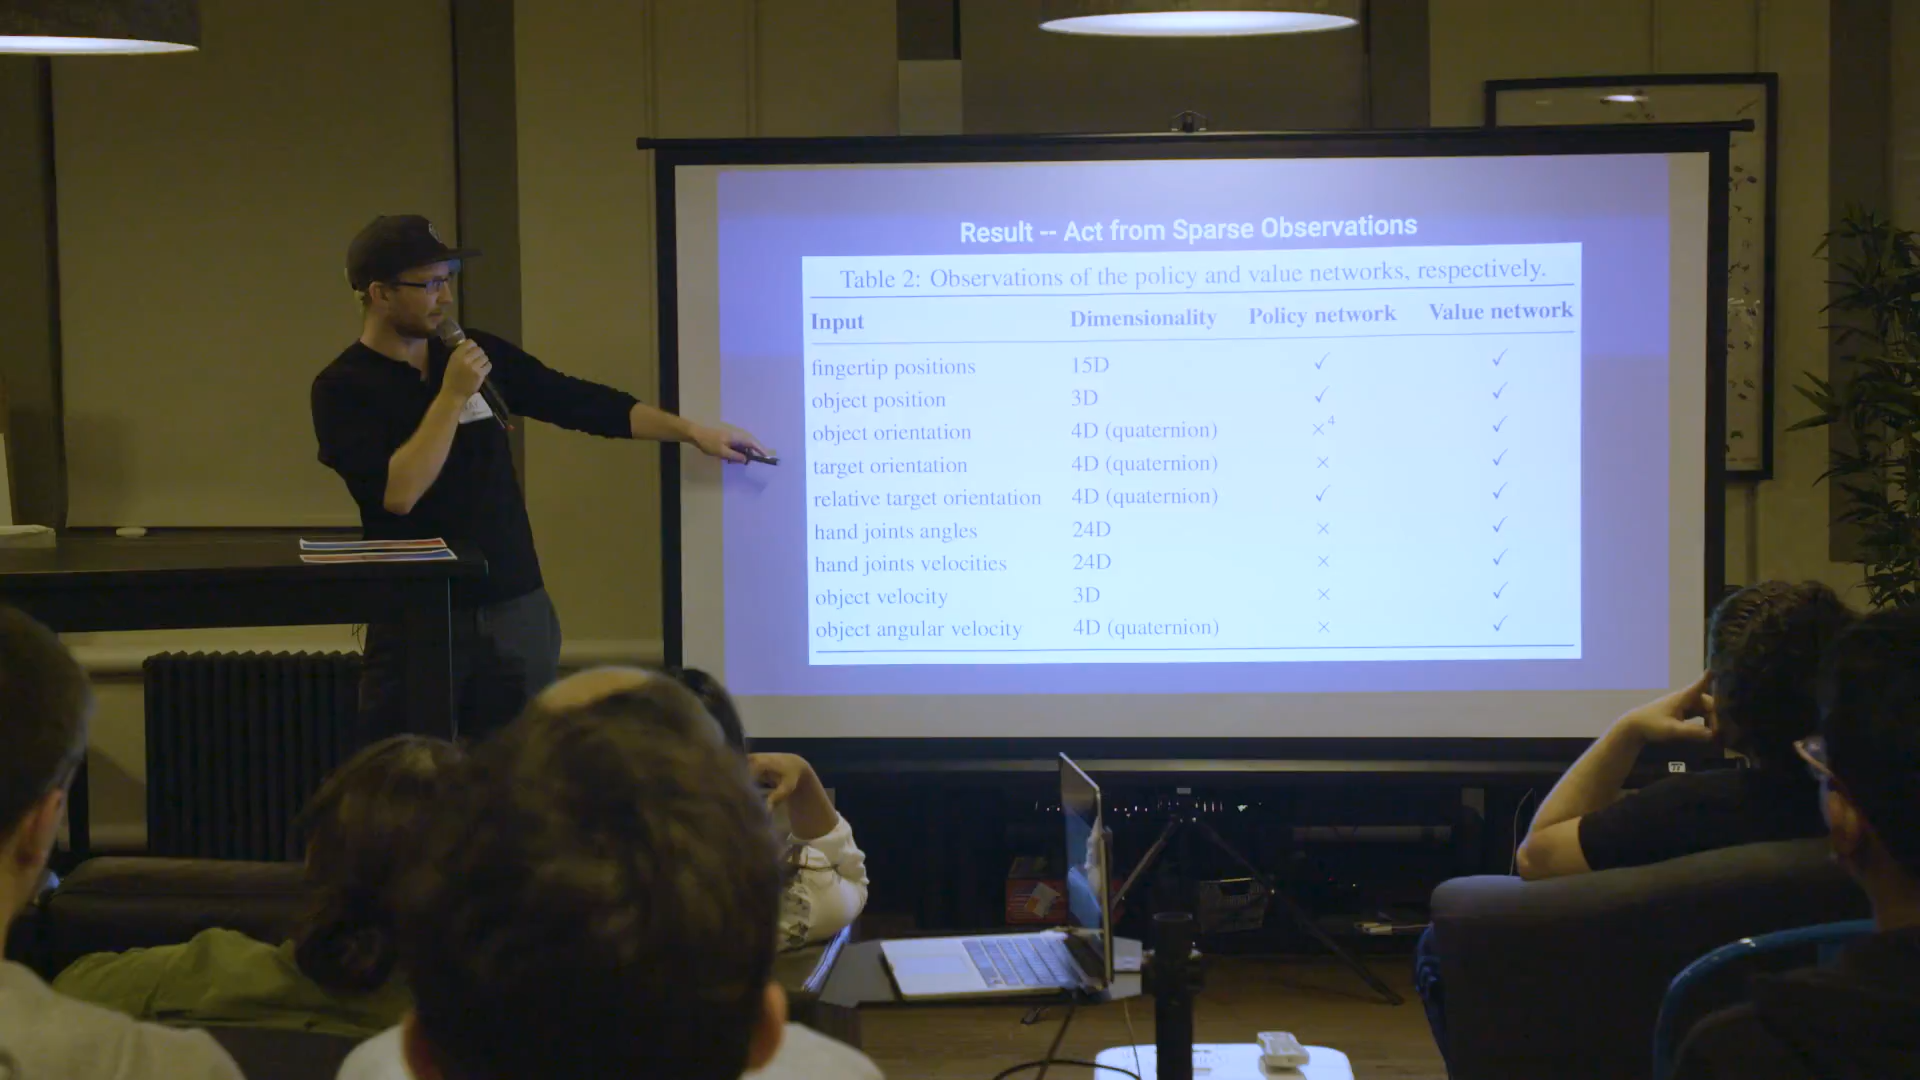 Result -- Act from Sparse Observations
Table 2: Observations of the policy and value networks, respectively.
Input Dimensionality Policy network Value network
fingertip positions 15D ✓ ✓
object position 3D ✓ ✓
object orientation 4D (quaternion) ×4 ✓
target orientation 4D (quaternion) × ✓
relative target orientation 4D (quaternion) ✓ ✓
hand joints angles 24D × ✓
hand joints velocities 24D × ✓
object velocity 3D × ✓
object angular velocity 4D (quaternion) × ✓